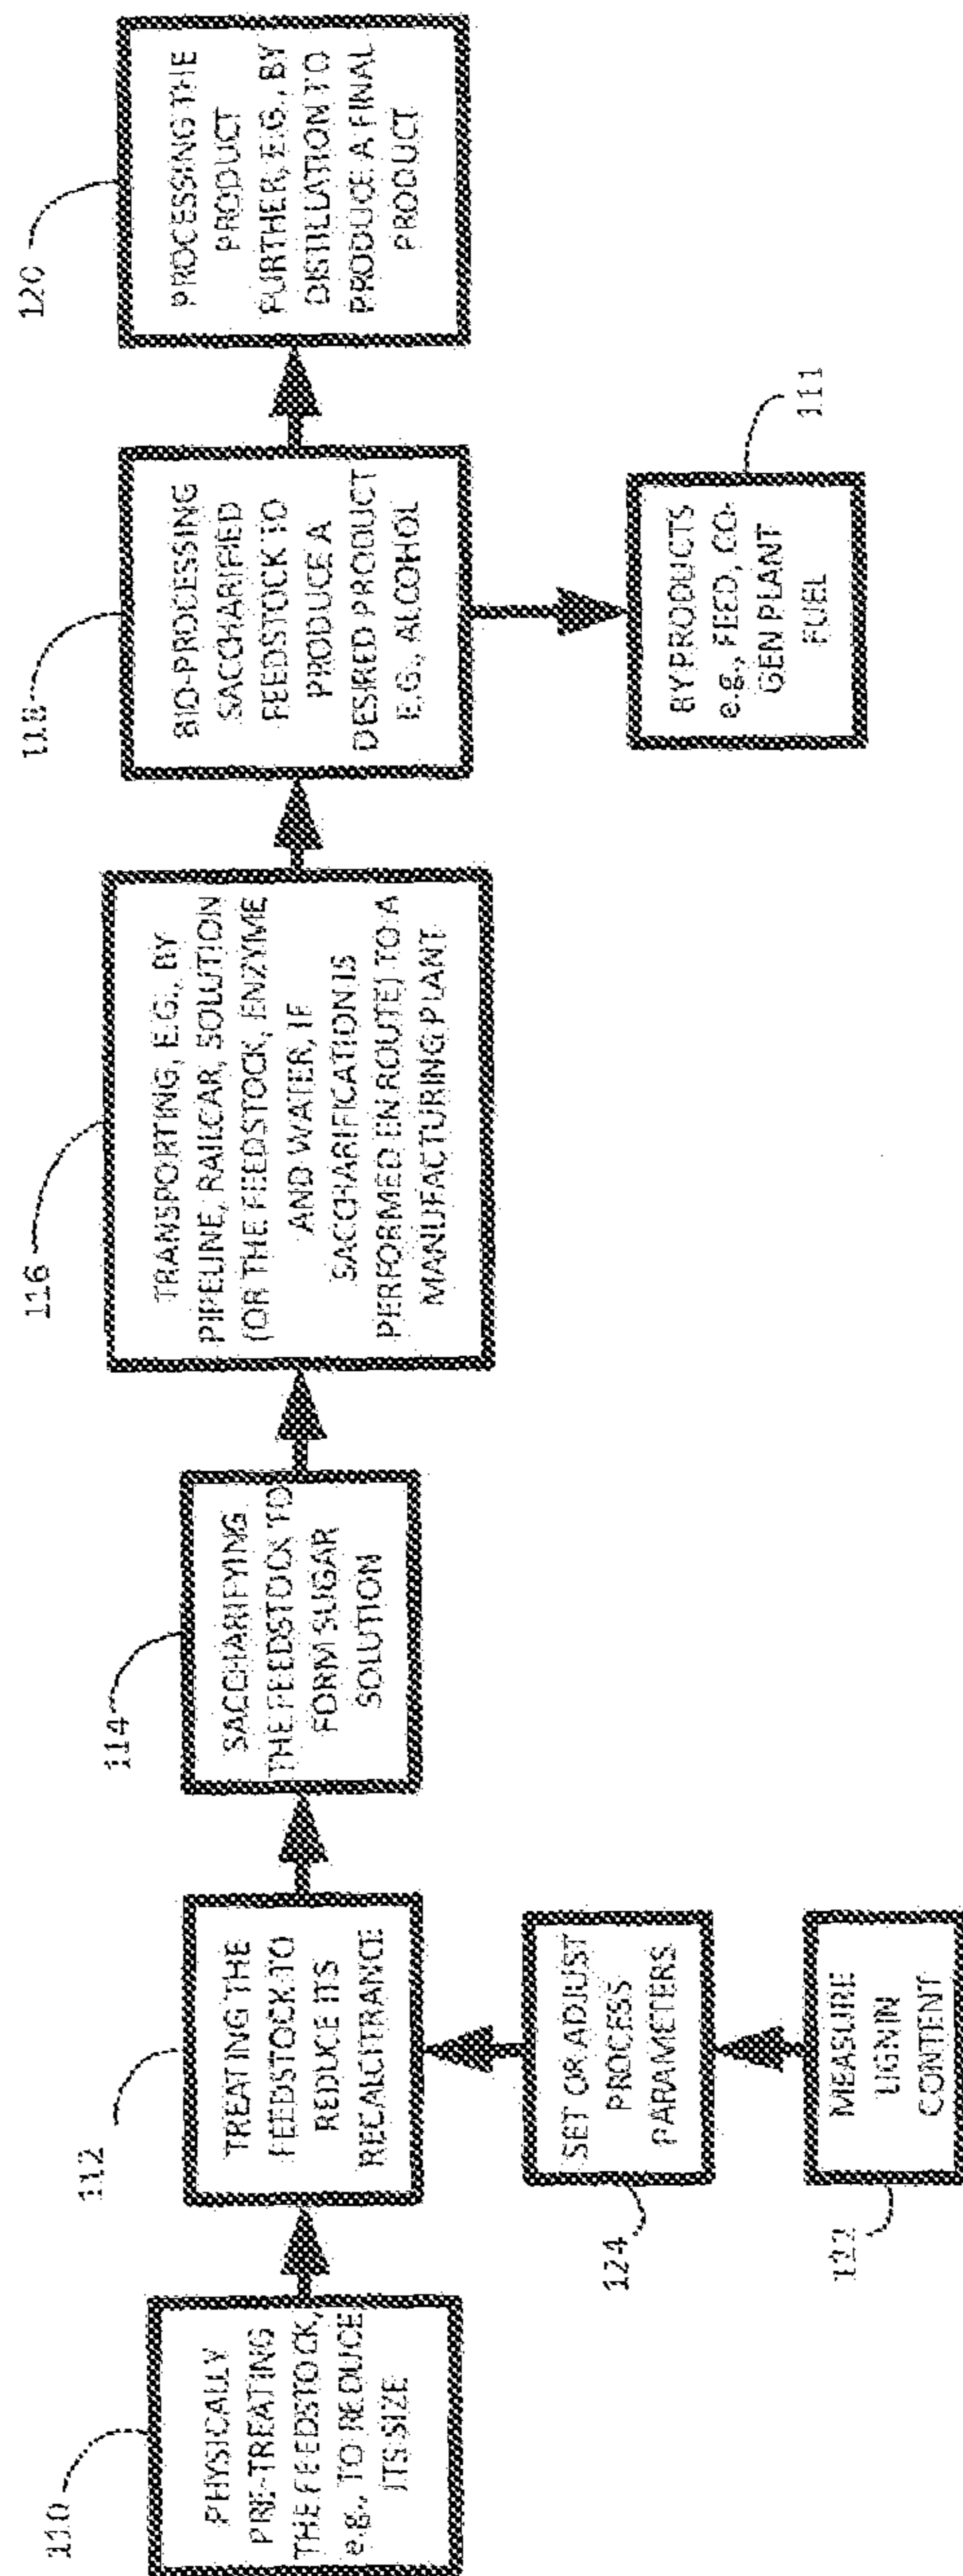 110
PHYSICALLY
PRE-TREATING
THE FEEDSTOCK,
e.g., TO REDUCE
ITS SIZE
112
TREATING THE
FEEDSTOCK TO
REDUCE ITS
RECALCITRANCE
124
SET OR ADJUST
PROCESS
PARAMETERS
122
MEASURE
LIGNIN
CONTENT
114
SACCHARIFYING
THE FEEDSTOCK TO
FORM SUGAR
SOLUTION
116
TRANSPORTING, E.G., BY
PIPELINE, RAILCAR, SOLUTION
(OR THE FEEDSTOCK, ENZYME
AND WATER, IF
SACCHARIFICATION IS
PERFORMED EN ROUTE) TO A
MANUFACTURING PLANT
118
BIO-PROCESSING
SACCHARIFIED
FEEDSTOCK TO
PRODUCE A
DESIRED PRODUCT
E.G., ALCOHOL
111
BY PRODUCTS
e.g., FEED, CO-
GEN PLANT
FUEL
120
PROCESSING THE
PRODUCT
FURTHER, E.G., BY
DISTILLATION TO
PRODUCE A FINAL
PRODUCT